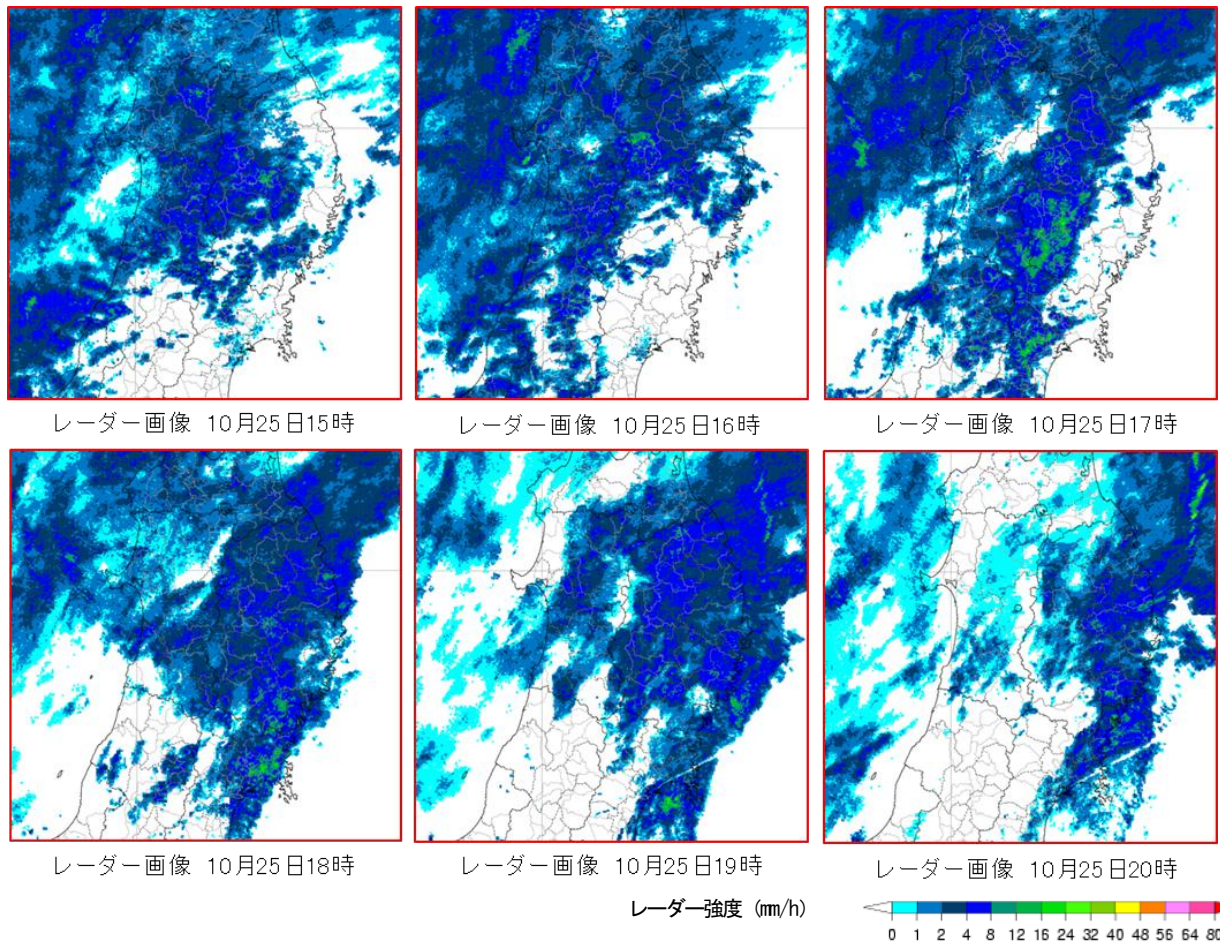 レーダー画像 10月25日15時
レーダー画像 10月25日16時
レーダー画像 10月25日17時
レーダー画像 10月25日18時
レーダー画像 10月25日19時
レーダー画像 10月25日20時
レーダー強度 (㎜/h)
0 1 2 4 8 12 16 24 32 40 48 56 64 80